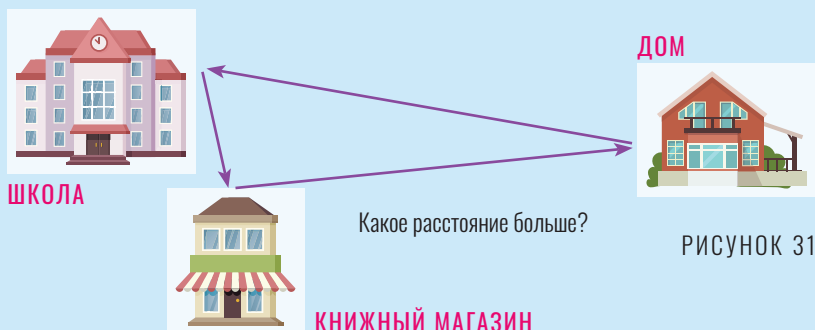 ДОМ
ШКОЛА
Какое расстояние больше?
РИСУНОК 31
КНИЖНЫЙ МАГАЗИН